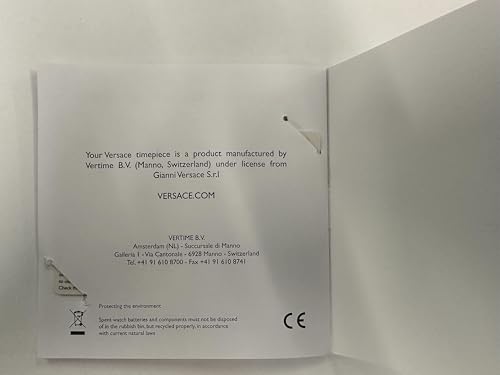 Your Versace timepiece is a product manufactured by
Vertime B.V. (Manno, Switzerland) under license from
Gianni Versace S.r.l
VERSACE.COM
VERTIME B.V.
Amsterdam (NL) - Succursale di Manno
Galleria 1 - Via Cantonale - 6928 Manno - Switzerland
Tel. +41 91 610 8700 - Fax +41 91 610 8741
Check
Protecting the environment
Spent watch batteries and components must not be disposed
of in the rubbish bin, but recycled properly, in accordance
with current natural laws
CE